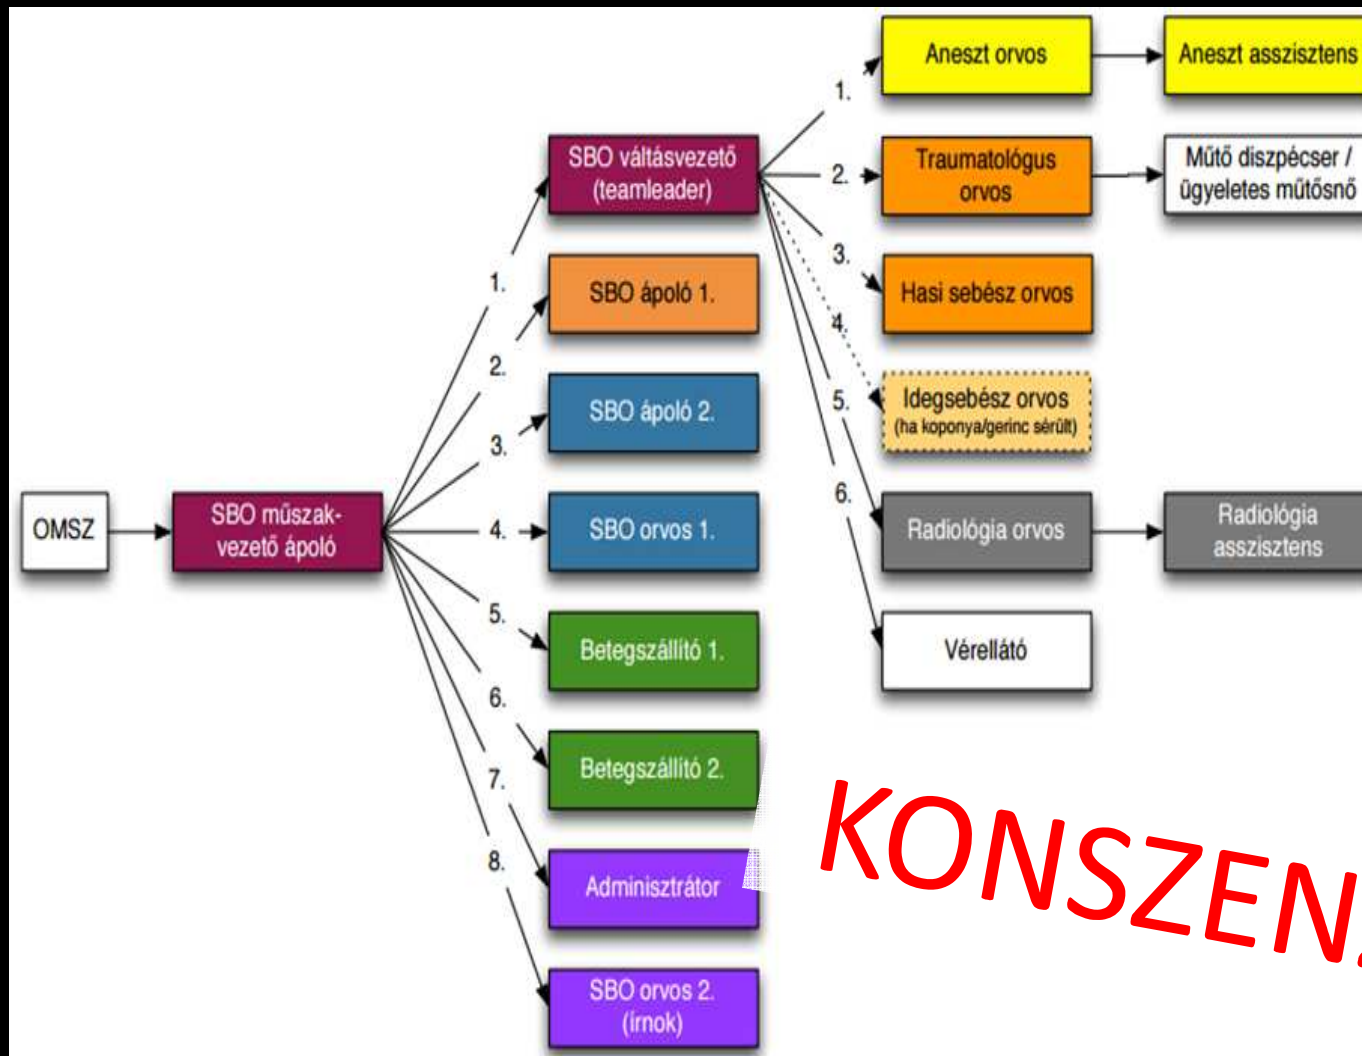 OMSZ
SBO műszak-
vezető ápoló
1.
2.
3.
4.
5.
6.
7.
8.
SBO váltásvezető
(teamleader)
SBO ápoló 1.
SBO ápoló 2.
SBO orvos 1.
Betegszállító 1.
Betegszállító 2.
Adminisztrátor
SBO orvos 2.
(írnok)
1.
2.
3.
4.
5.
6.
Aneszt orvos
Traumatológus
orvos
Hasi sebész orvos
Idegsebész orvos
(ha koponya/gerinc sérült)
Radiológia orvos
Vérellátó
Aneszt asszisztens
Műtő diszpécser /
ügyeletes műtősnő
Radiológia
asszisztens
KONSZEN